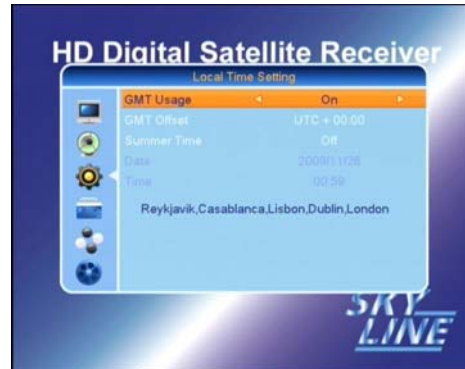 HD Digital Satellite Receiver
Local Time Setting
GMT Usage On
GMT Offset UTC + 00:00
Summer Time Off
Date 2009/11/26
Time 00:59
Reykjavik,Casablanca,Lisbon,Dublin,London
SKY
LINE